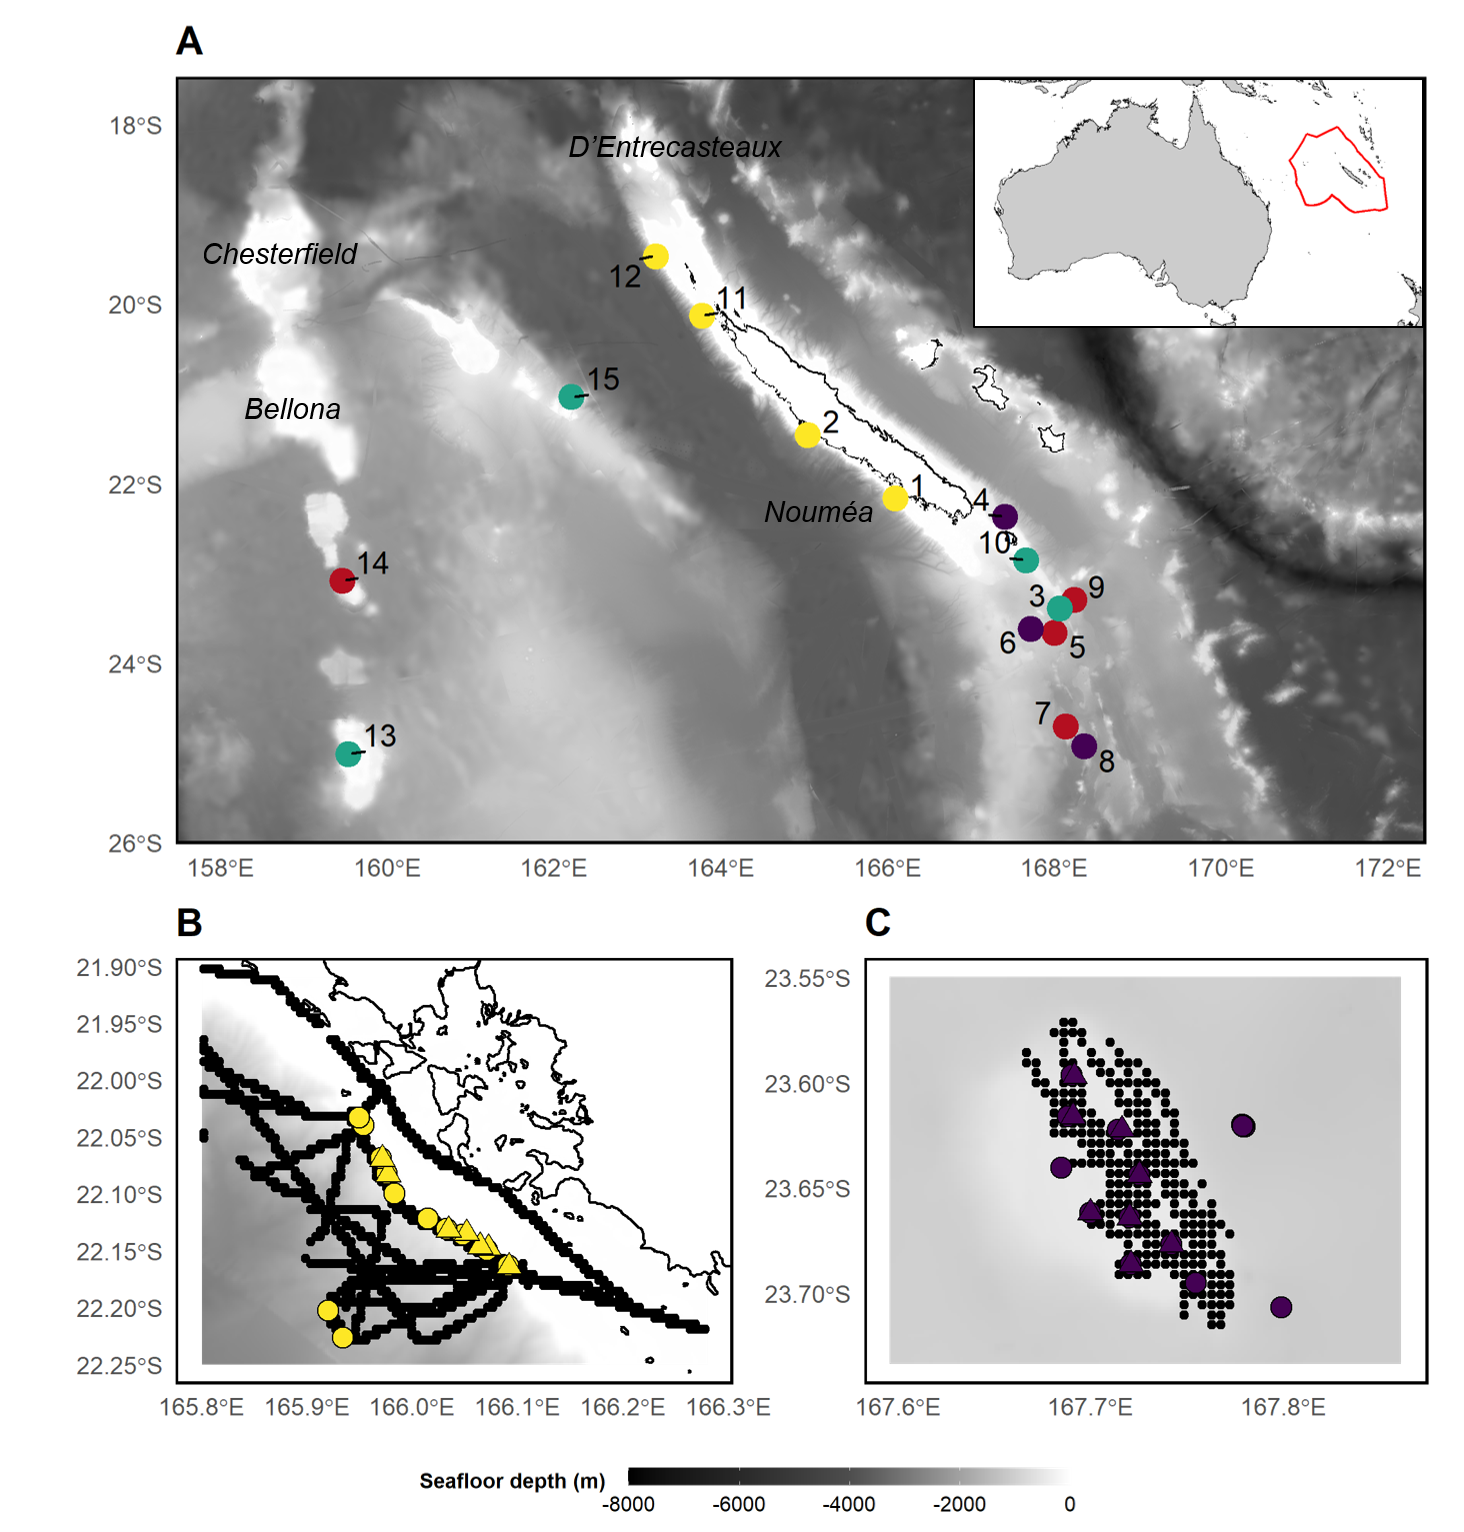 A
18°S
20°S
22°S
24°S
26°S
D’Entrecasteaux
Chesterfield
Bellona
Nouméa
12
11
15
2
1
4
10
14
3
9
6
5
7
8
13
158°E 160°E 162°E 164°E 166°E 168°E 170°E 172°E
B
21.90°S
21.95°S
22.00°S
22.05°S
22.10°S
22.15°S
22.20°S
22.25°S
165.8°E 165.9°E 166.0°E 166.1°E 166.2°E 166.3°E
C
23.55°S
23.60°S
23.65°S
23.70°S
167.6°E 167.7°E 167.8°E
Seafloor depth (m)
-8000 -6000 -4000 -2000 0